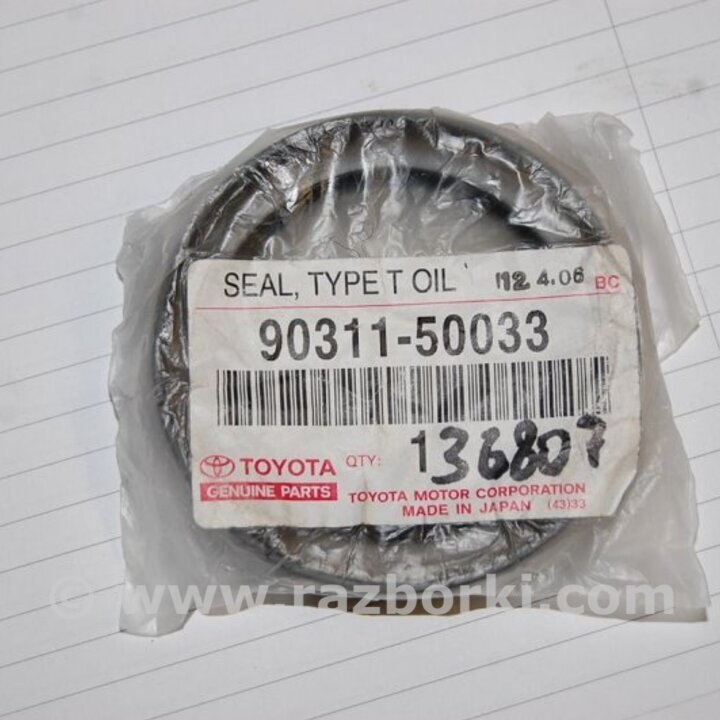 SEAL, TYPE T OIL 112 4.06 BC
90311-50033
TOYOTA QTY: 136807
GENUINE PARTS TOYOTA MOTOR CORPORATION
MADE IN JAPAN (43)33
© www.razborki.com